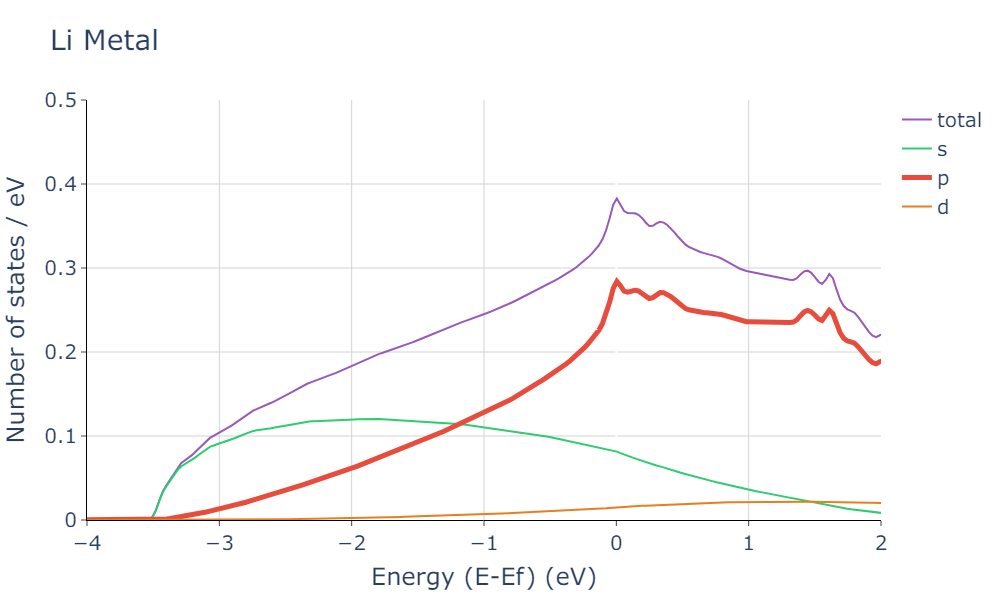 Li Metal
Number of states / eV
0.5
0.4
0.3
0.2
0.1
0
−4
−3
−2
−1
0
1
2
Energy (E-Ef) (eV)
total
s
p
d